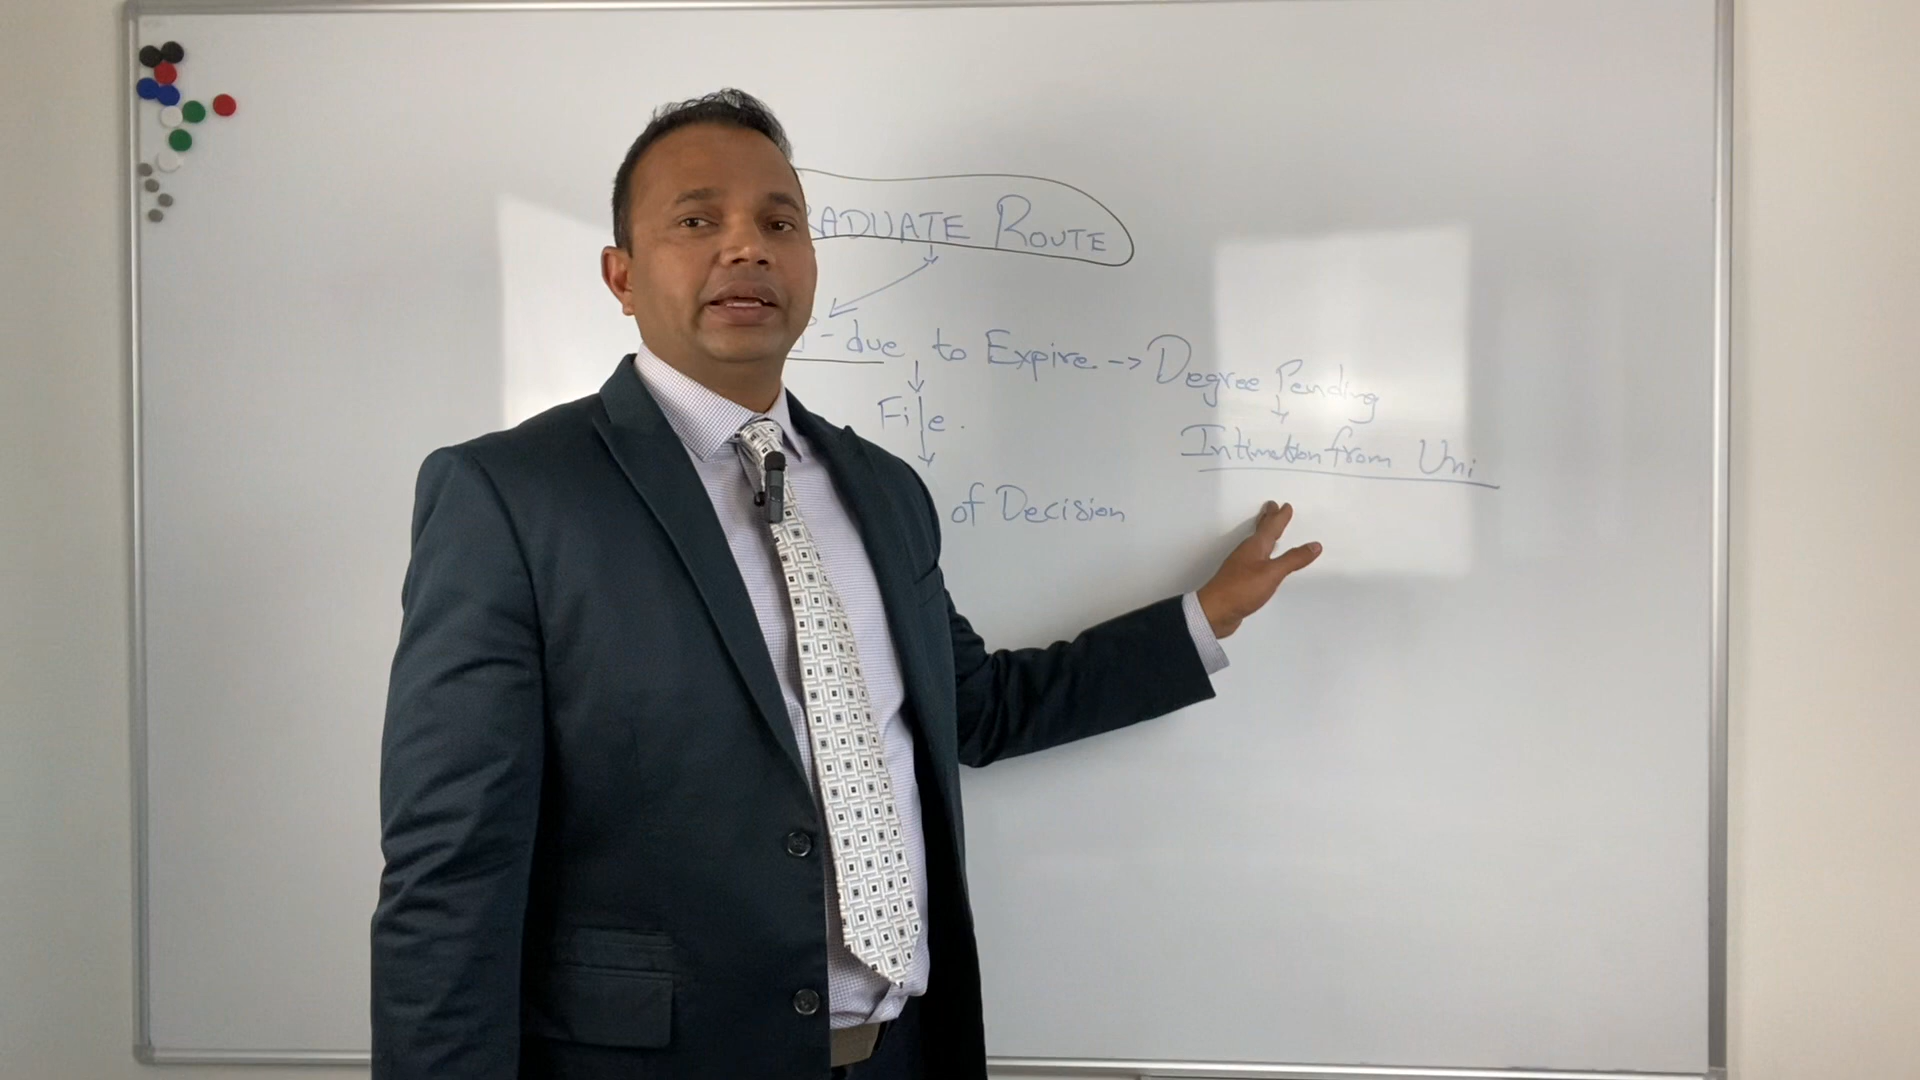 RADUATE ROUTE
- due to Expire → Degree Pending
File.
Intimation from Uni
of Decision